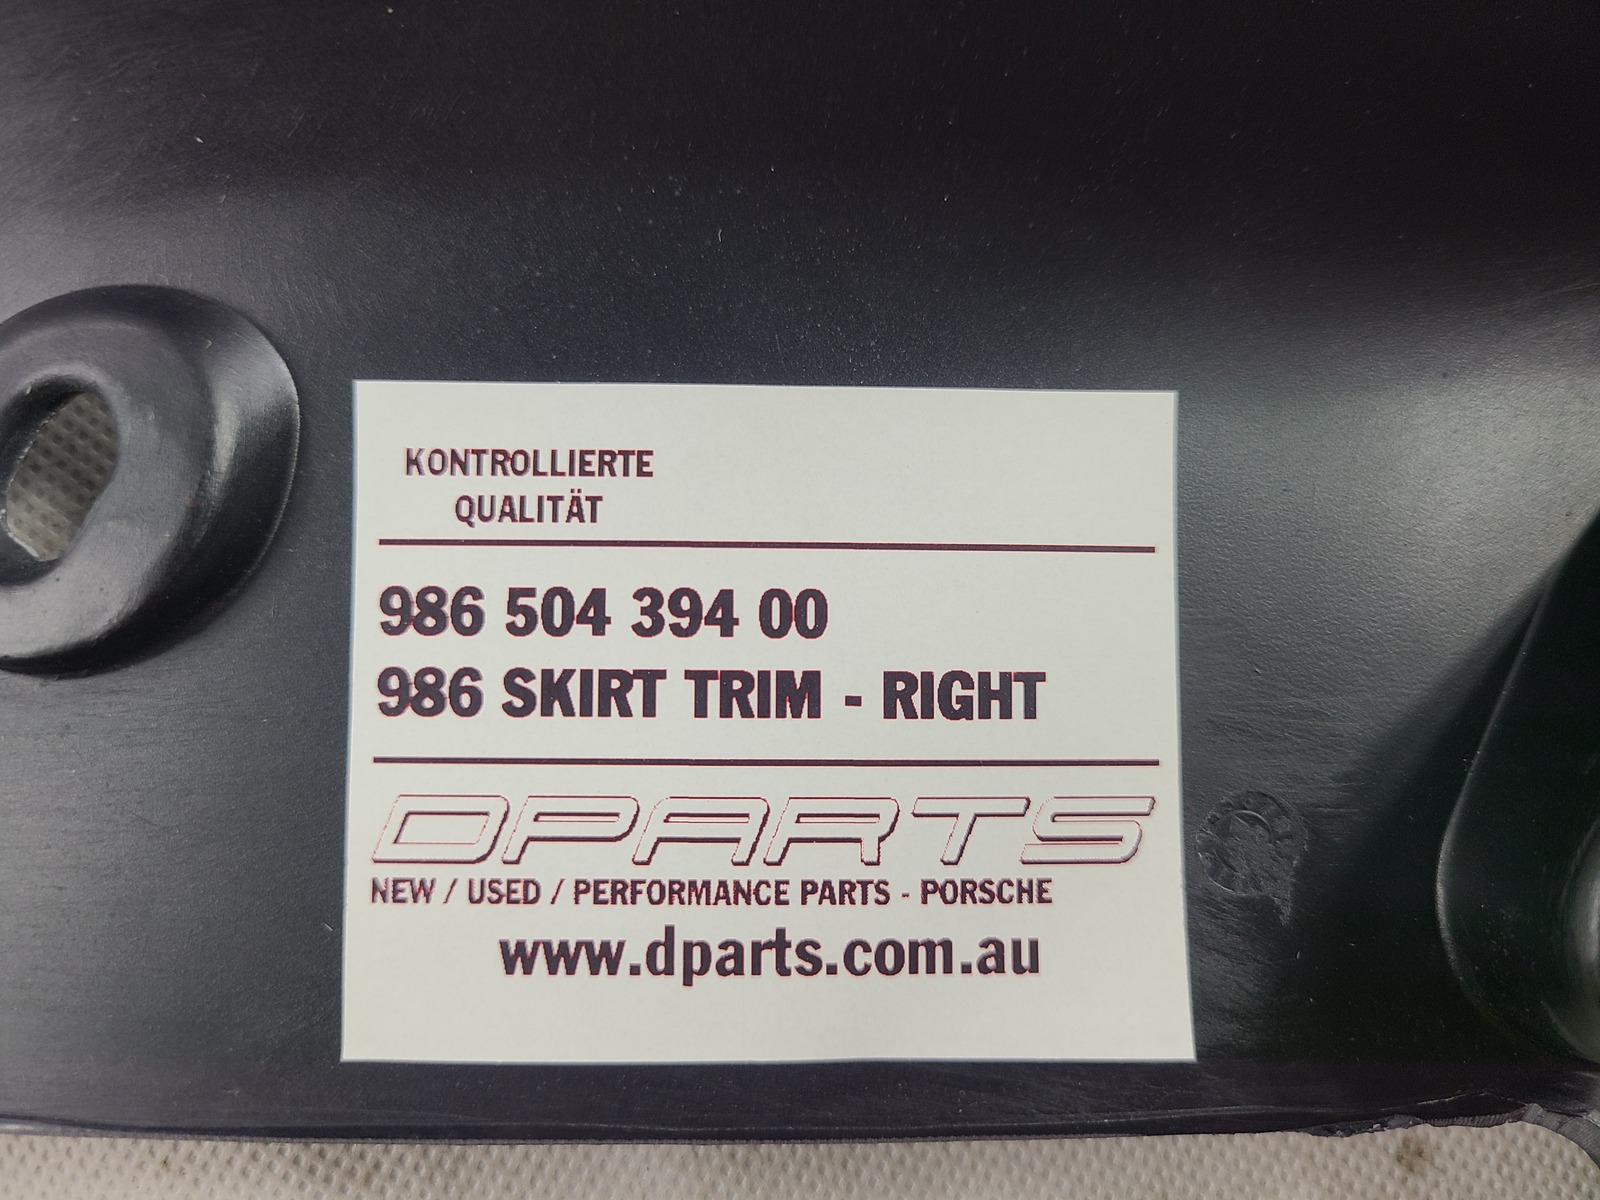 KONTROLLIERTE
QUALITÄT
986 504 394 00
986 SKIRT TRIM - RIGHT
DPARTS
NEW / USED / PERFORMANCE PARTS - PORSCHE
www.dparts.com.au